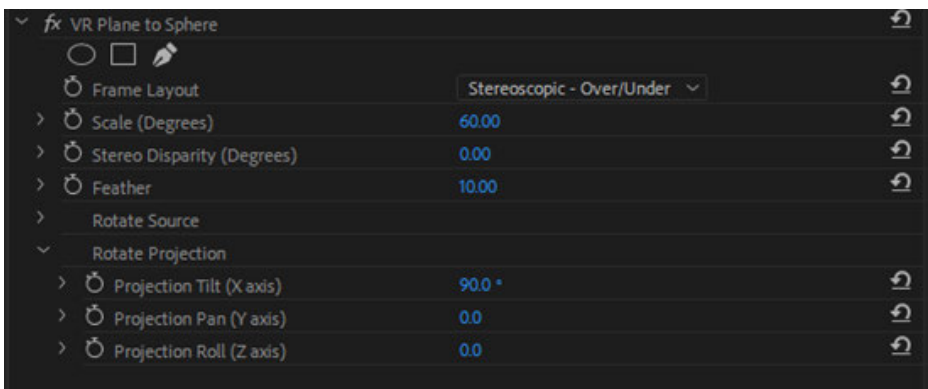 fx VR Plane to Sphere
Frame Layout Stereoscopic - Over/Under
Scale (Degrees) 60.00
Stereo Disparity (Degrees) 0.00
Feather 10.00
Rotate Source
Rotate Projection
Projection Tilt (X axis) 90.0 °
Projection Pan (Y axis) 0.0
Projection Roll (Z axis) 0.0